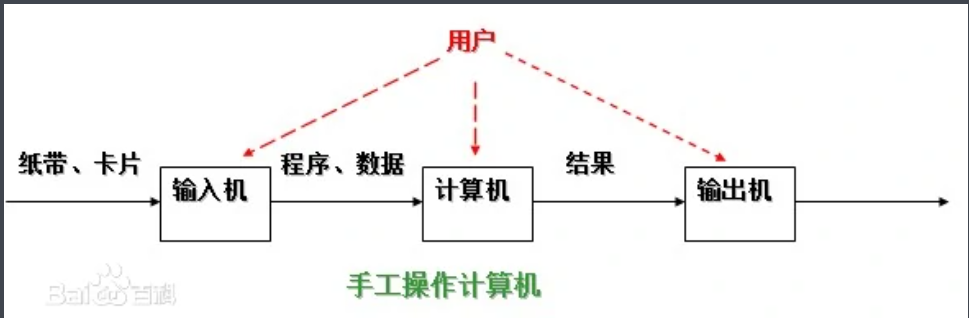 用户
纸带、卡片
程序、数据
结果
输入机
计算机
输出机
手工操作计算机
Bai百科